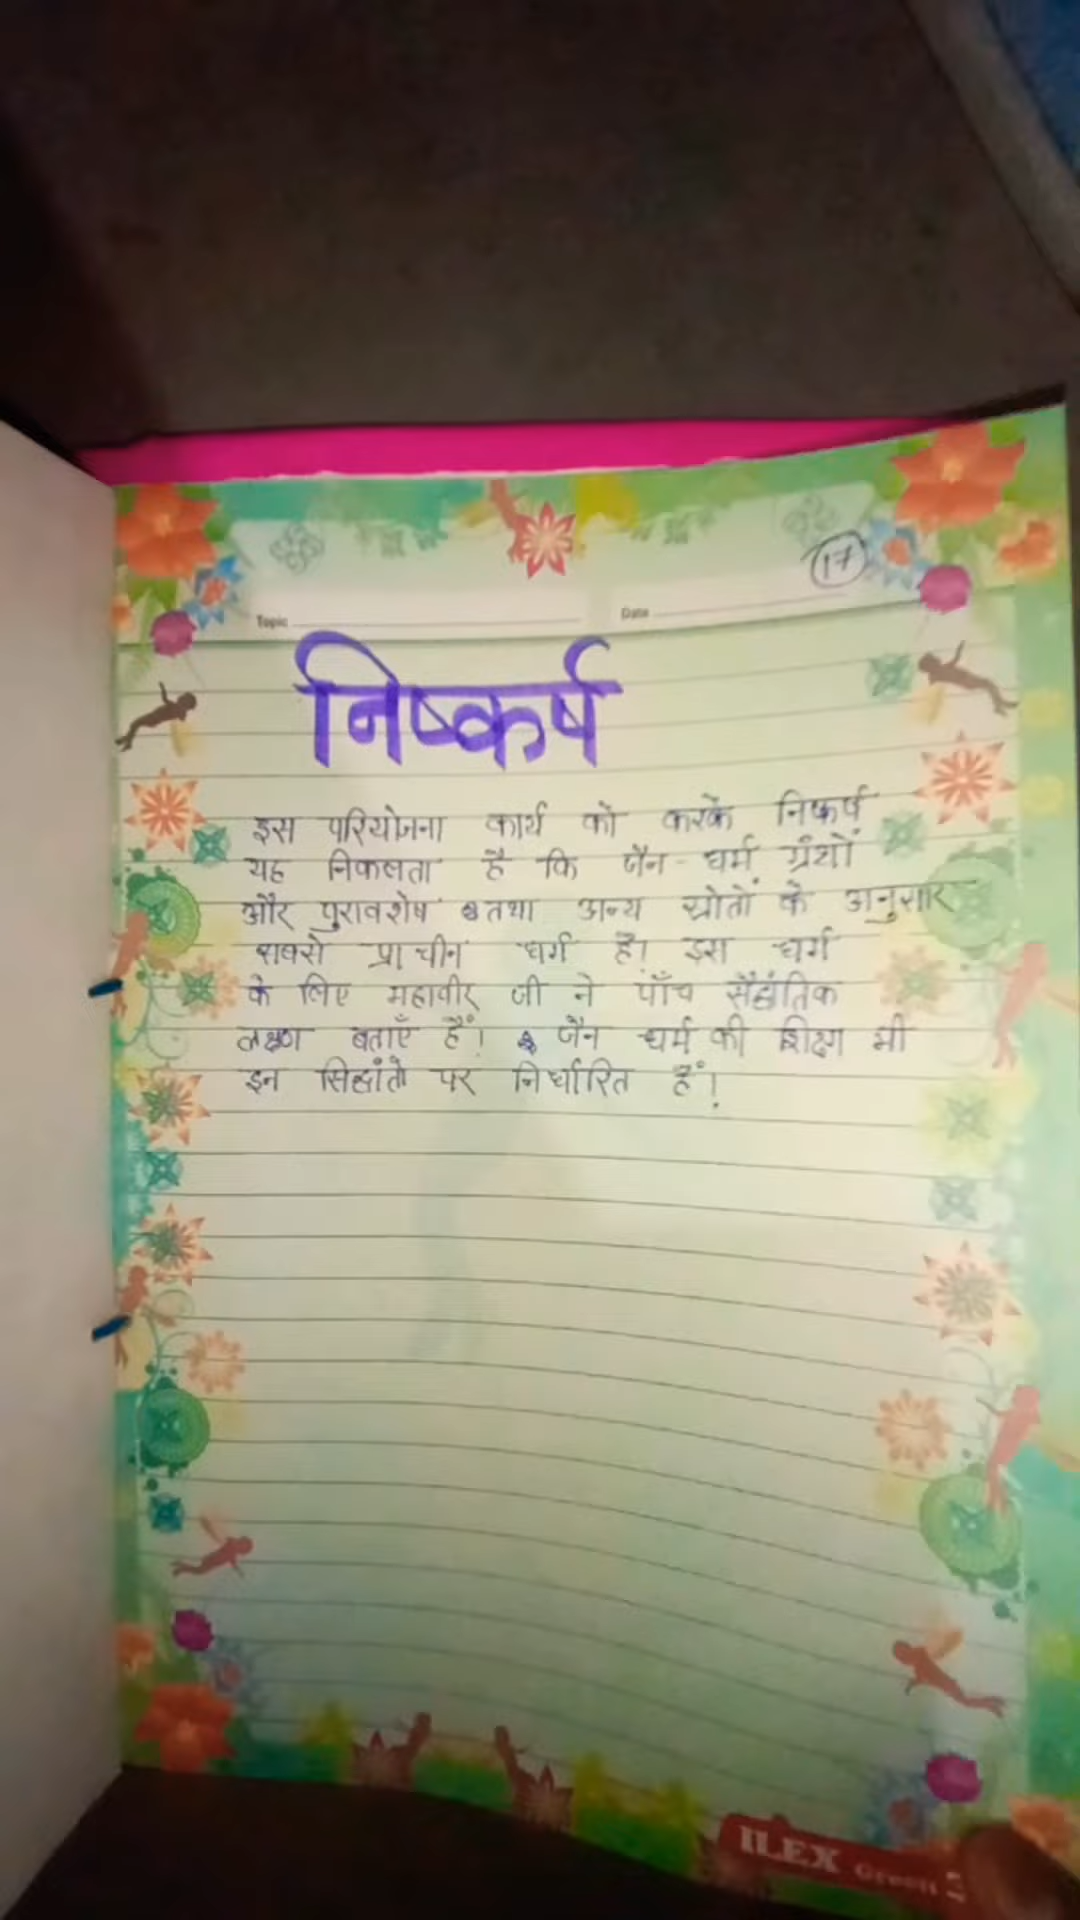 17
Topic
Date
निष्कर्ष
इस परियोजना कार्य को करके निष्कर्ष
यह निकलता है कि जैन-धर्म ग्रंथों
और पुरावशेष तथा अन्य स्रोतों के अनुसार
सबसे प्राचीन धर्म है। इस धर्म
के लिए महावीर जी ने पाँच सैद्धांतिक
लक्षण बताएँ हैं। जैन धर्म की शिक्षा भी
इन सिद्धांतो पर निर्धारित हैं।
ILEX